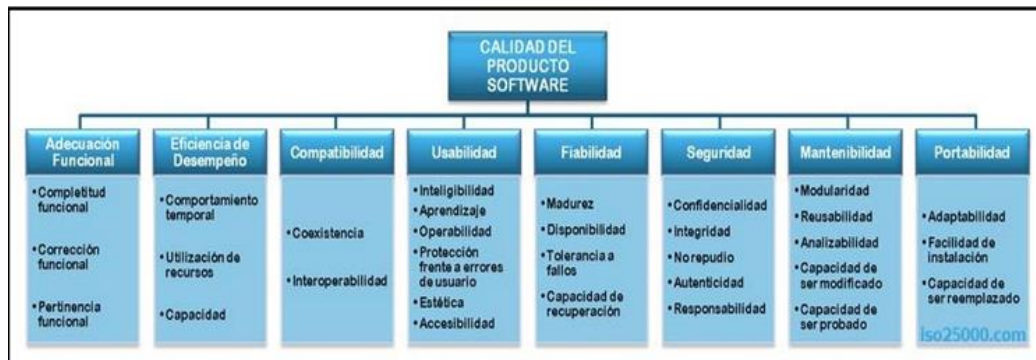 CALIDAD DEL
PRODUCTO
SOFTWARE
Adecuación
Funcional
•Completitud
funcional
•Corrección
funcional
•Pertinencia
funcional
Eficiencia de
Desempeño
•Comportamiento
temporal
•Utilización de
recursos
•Capacidad
Compatibilidad
•Coexistencia
•Interoperabilidad
Usabilidad
•Inteligibilidad
•Aprendizaje
•Operabilidad
•Protección
frente a errores
de usuario
•Estética
•Accesibilidad
Fiabilidad
•Madurez
•Disponibilidad
•Tolerancia a
fallos
•Capacidad de
recuperación
Seguridad
•Confidencialidad
•Integridad
•No repudio
•Autenticidad
•Responsabilidad
Mantenibilidad
•Modularidad
•Reusabilidad
•Analizabilidad
•Capacidad de
ser modificado
•Capacidad de
ser probado
Portabilidad
•Adaptabilidad
•Facilidad de
instalación
•Capacidad de
ser reemplazado
iso25000.com